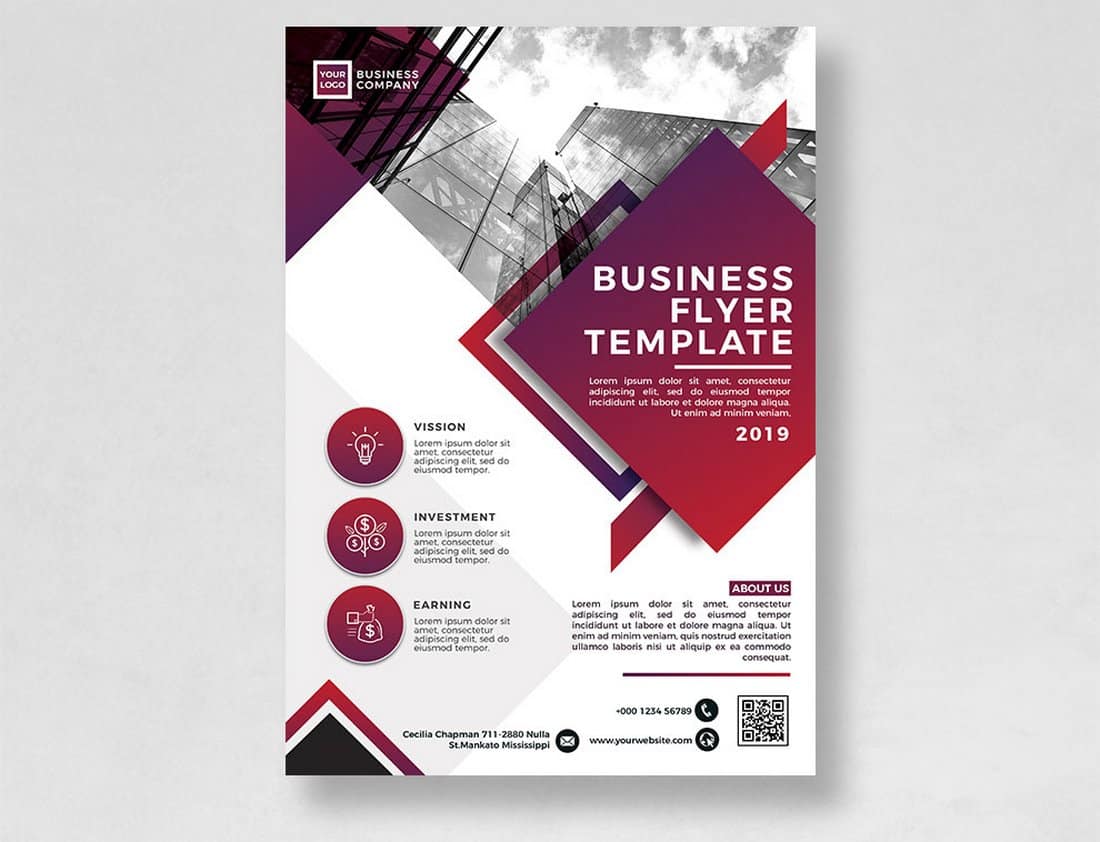 YOUR
LOGO
BUSINESS
COMPANY
BUSINESS
FLYER
TEMPLATE
Lorem ipsum dolor sit amet, consectetur
adipiscing elit, sed do eiusmod tempor
incididunt ut labore et dolore magna aliqua.
Ut enim ad minim veniam,
2019
VISSION
Lorem ipsum dolor sit
amet, consectetur
adipiscing elit, sed do
eiusmod tempor.
INVESTMENT
Lorem ipsum dolor sit
amet, consectetur
adipiscing elit, sed do
eiusmod tempor.
EARNING
Lorem ipsum dolor sit
amet, consectetur
adipiscing elit, sed do
eiusmod tempor.
ABOUT US
Lorem ipsum dolor sit amet, consectetur
adipiscing elit, sed do eiusmod tempor
incididunt ut labore et dolore magna aliqua.
Ut enim ad minim veniam, quis nostrud exercitation
ullamco laboris nisi ut aliquip ex ea commodo
consequat.
+000 1234 56789
Cecilia Chapman 711-2880 Nulla
St.Mankato Mississippi
www.yourwebsite.com